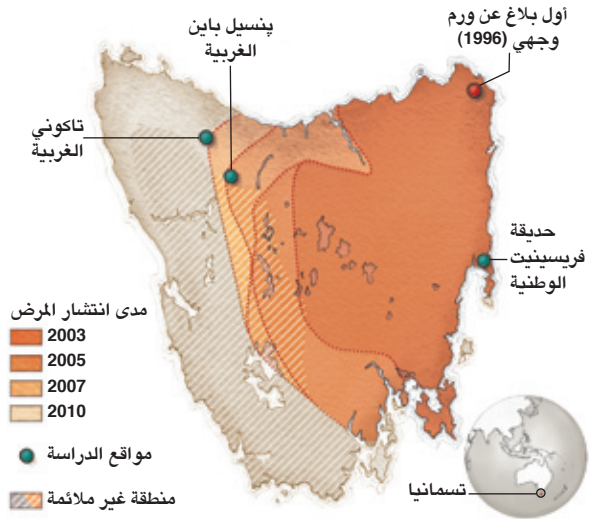 أول بلاغ عن ورم
وجهي (1996)
پنسيل باين
الغربية
تاكوني
الغربية
حديقة
فريسينيت
الوطنية
مدى انتشار المرض
2003
2005
2007
2010
مواقع الدراسة
منطقة غير ملائمة
تسمانيا